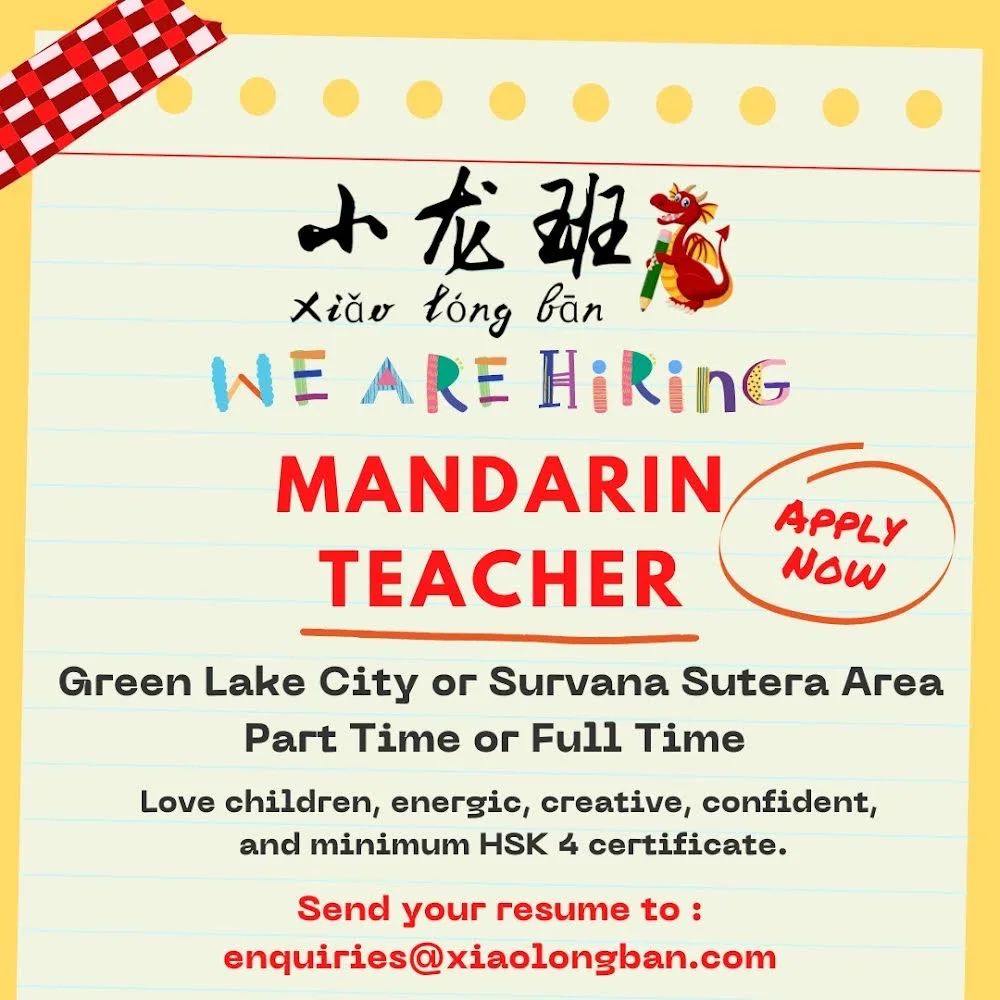 小龙班
xiǎo lóng bān
WE ARE HiRinG
MANDARIN
TEACHER
APPLY
NOW
Green Lake City or Survana Sutera Area
Part Time or Full Time
Love children, energic, creative, confident,
and minimum HSK 4 certificate.
Send your resume to :
enquiries@xiaolongban.com